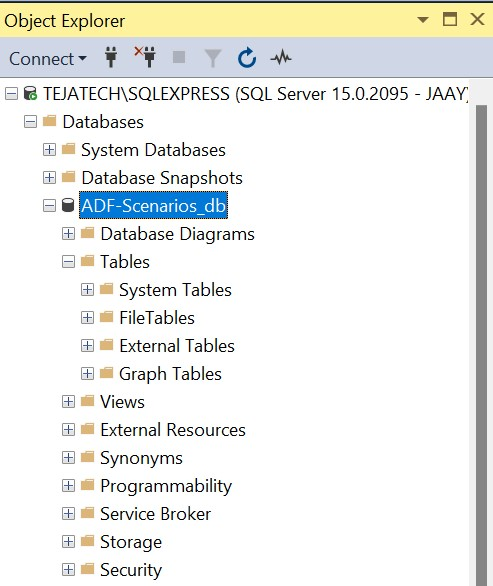 Object Explorer
Connect
TEJATECH\SQLEXPRESS (SQL Server 15.0.2095 - JAAY)
Databases
System Databases
Database Snapshots
ADF-Scenarios_db
Database Diagrams
Tables
System Tables
FileTables
External Tables
Graph Tables
Views
External Resources
Synonyms
Programmability
Service Broker
Storage
Security